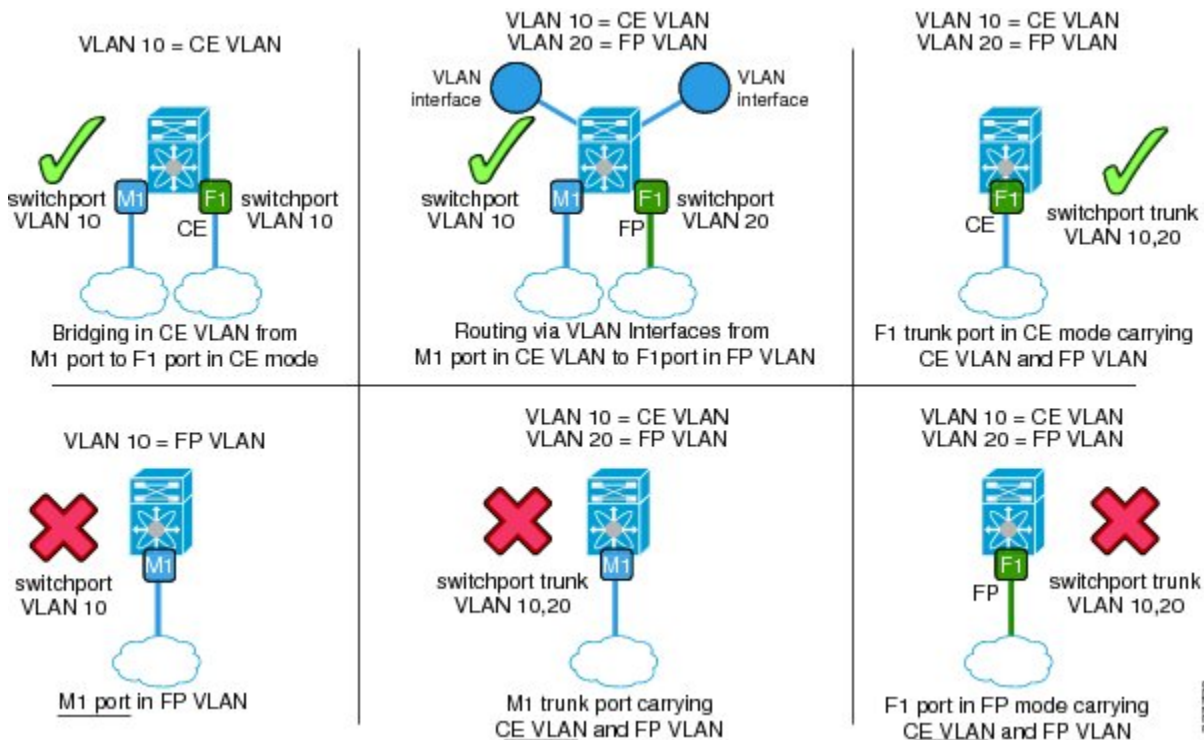 VLAN 10 = CE VLAN
switchport
VLAN 10
M1
F1
CE
switchport
VLAN 10
Bridging in CE VLAN from
M1 port to F1 port in CE mode
VLAN 10 = CE VLAN
VLAN 20 = FP VLAN
VLAN
interface
VLAN
interface
switchport
VLAN 10
M1
F1
FP
switchport
VLAN 20
Routing via VLAN Interfaces from
M1 port in CE VLAN to F1port in FP VLAN
VLAN 10 = CE VLAN
VLAN 20 = FP VLAN
F1
CE
switchport trunk
VLAN 10,20
F1 trunk port in CE mode carrying
CE VLAN and FP VLAN
VLAN 10 = FP VLAN
switchport
VLAN 10
M1
M1 port in FP VLAN
VLAN 10 = CE VLAN
VLAN 20 = FP VLAN
switchport trunk
VLAN 10,20
M1
M1 trunk port carrying
CE VLAN and FP VLAN
VLAN 10 = CE VLAN
VLAN 20 = FP VLAN
F1
FP
switchport trunk
VLAN 10,20
F1 port in FP mode carrying
CE VLAN and FP VLAN